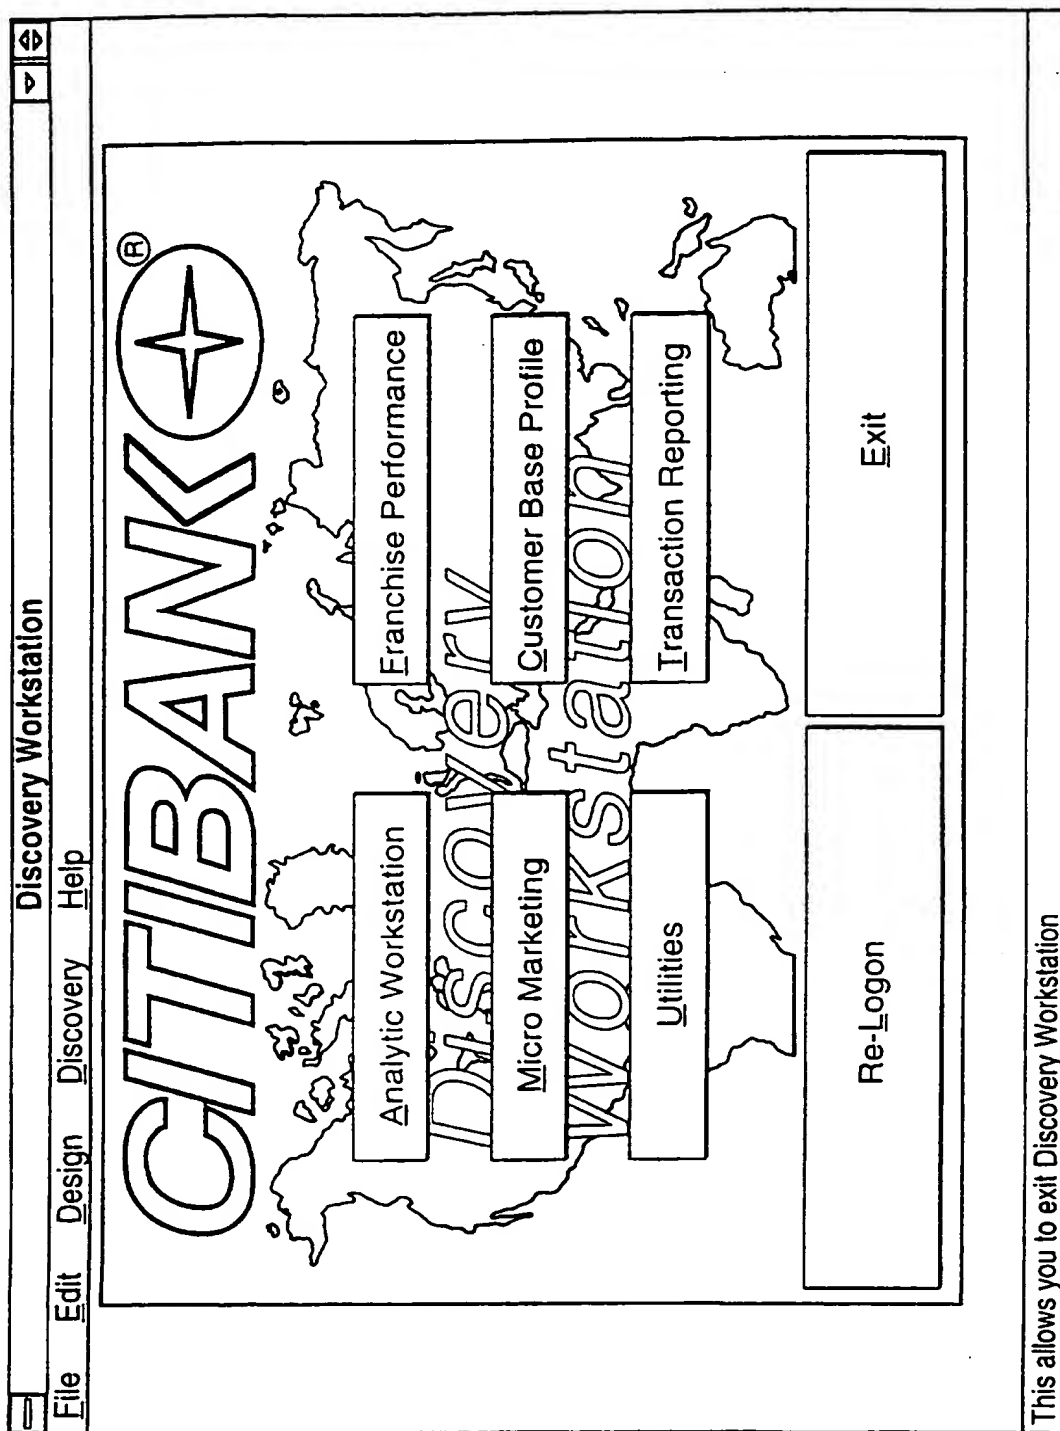 Discovery Workstation
File Edit Design Discovery Help
CITIBANK ®
Discovery
Workstation
Analytic Workstation Franchise Performance
Micro Marketing Customer Base Profile
Utilities Transaction Reporting
Re-Logon Exit
This allows you to exit Discovery Workstation